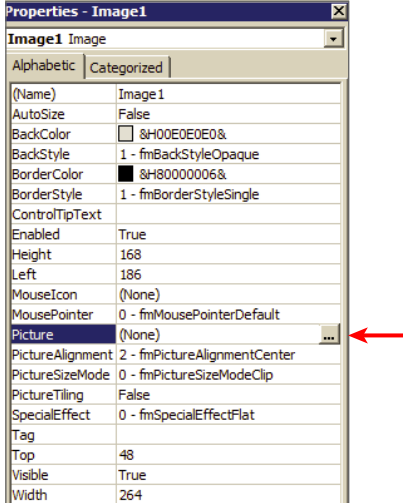 Properties - Image1
Image1 Image
Alphabetic Categorized
(Name) Image1
AutoSize False
BackColor &H00E0E0E0&
BackStyle 1 - fmBackStyleOpaque
BorderColor &H80000006&
BorderStyle 1 - fmBorderStyleSingle
ControlTipText
Enabled True
Height 168
Left 186
MouseIcon (None)
MousePointer 0 - fmMousePointerDefault
Picture (None) ...
PictureAlignment 2 - fmPictureAlignmentCenter
PictureSizeMode 0 - fmPictureSizeModeClip
PictureTiling False
SpecialEffect 0 - fmSpecialEffectFlat
Tag
Top 48
Visible True
Width 264